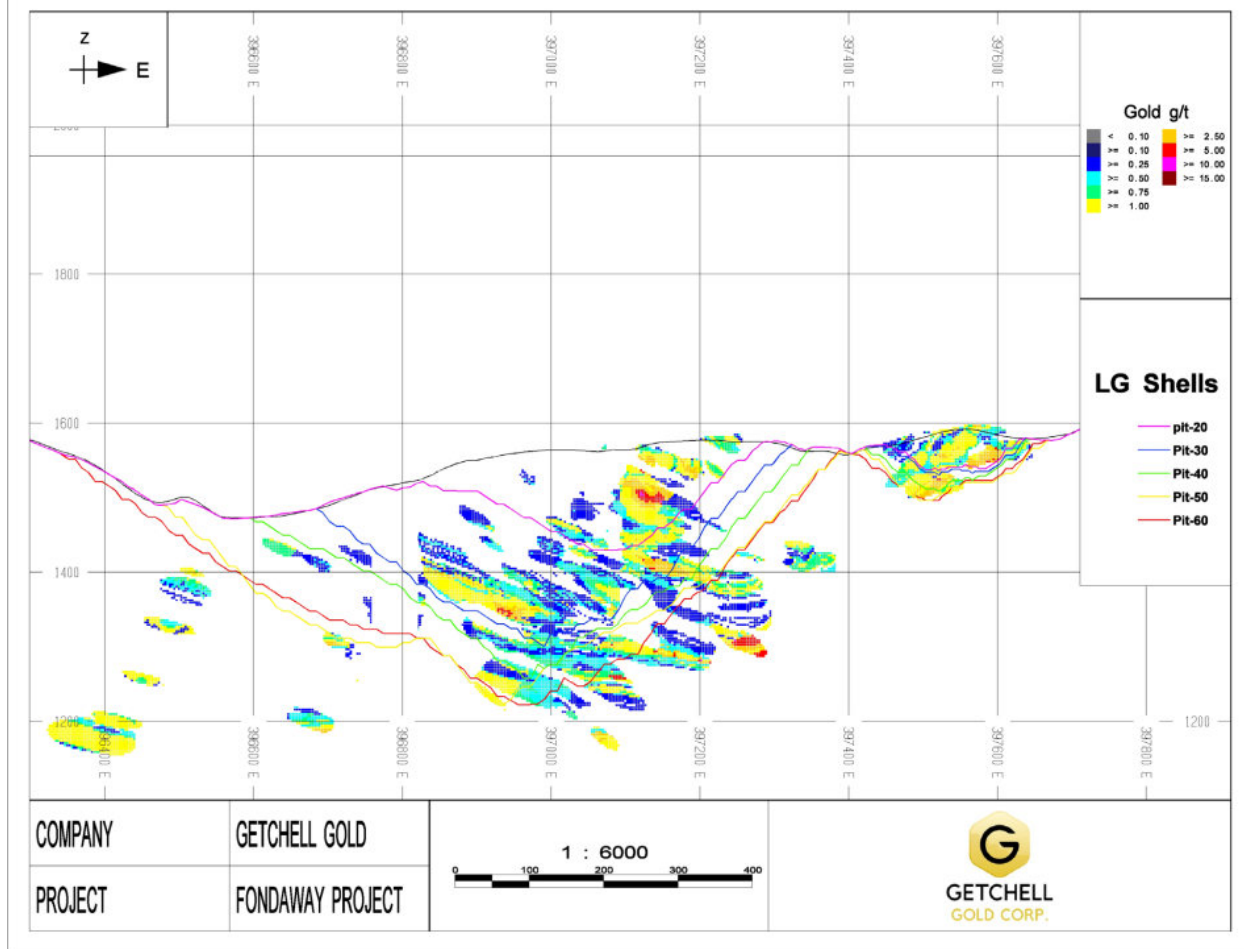 Z
E
396600 E
396800 E
397000 E
397200 E
397400 E
397600 E
Gold g/t
< 0.10
>= 0.10
>= 0.25
>= 0.50
>= 0.75
>= 1.00
>= 2.50
>= 5.00
>= 10.00
>= 15.00
1800
LG Shells
1600
pit-20
Pit-30
Pit-40
Pit-50
Pit-60
1400
1200
1200
396400 E
396600 E
396800 E
397000 E
397200 E
397400 E
397600 E
397800 E
COMPANY
GETCHELL GOLD
PROJECT
FONDAWAY PROJECT
1 : 6000
0 100 200 300 400
G
GETCHELL
GOLD CORP.